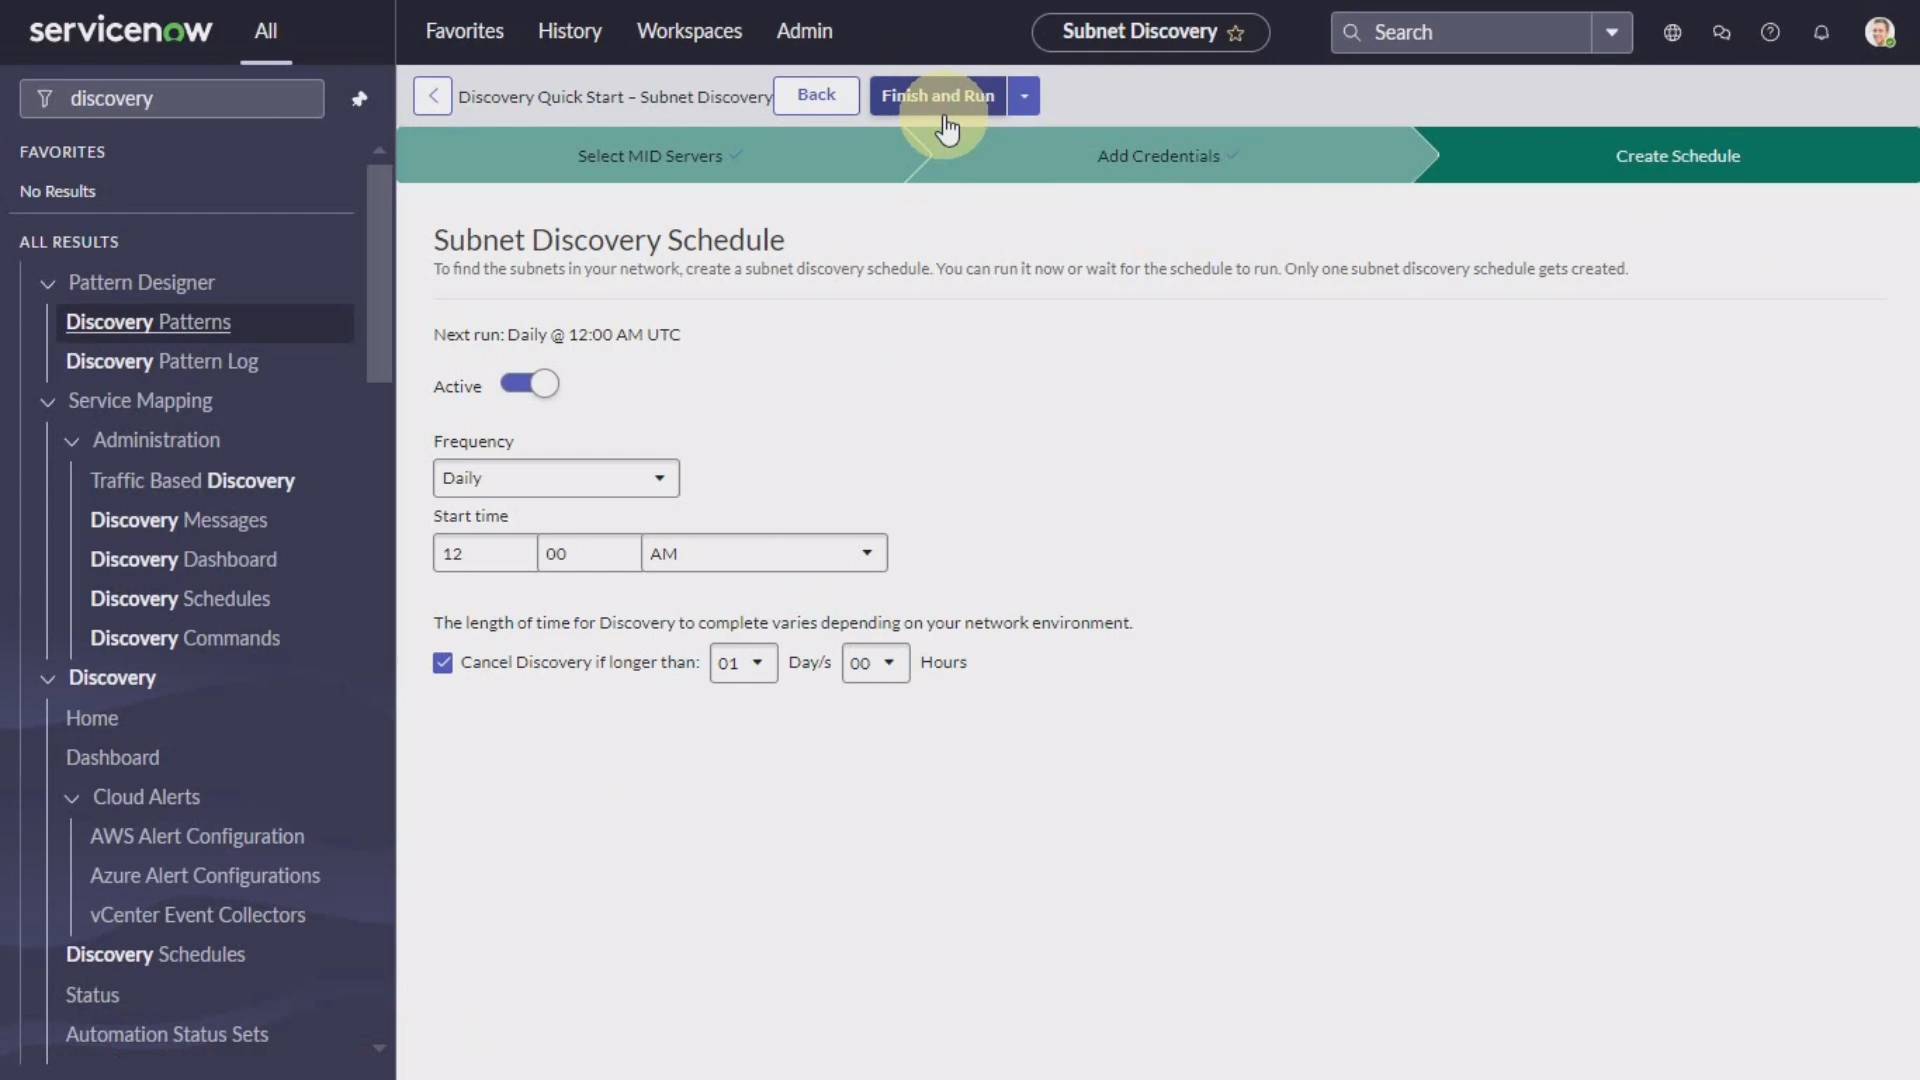 servicenow
All
Favorites
History
Workspaces
Admin
Subnet Discovery
Search
discovery
FAVORITES
No Results
ALL RESULTS
Pattern Designer
Discovery Patterns
Discovery Pattern Log
Service Mapping
Administration
Traffic Based Discovery
Discovery Messages
Discovery Dashboard
Discovery Schedules
Discovery Commands
Discovery
Home
Dashboard
Cloud Alerts
AWS Alert Configuration
Azure Alert Configurations
vCenter Event Collectors
Discovery Schedules
Status
Automation Status Sets
Discovery Quick Start – Subnet Discovery
Back
Finish and Run
Select MID Servers
Add Credentials
Create Schedule
Subnet Discovery Schedule
To find the subnets in your network, create a subnet discovery schedule. You can run it now or wait for the schedule to run. Only one subnet discovery schedule gets created.
Next run: Daily @ 12:00 AM UTC
Active
Frequency
Daily
Start time
12 00 AM
The length of time for Discovery to complete varies depending on your network environment.
Cancel Discovery if longer than: 01 Day/s 00 Hours